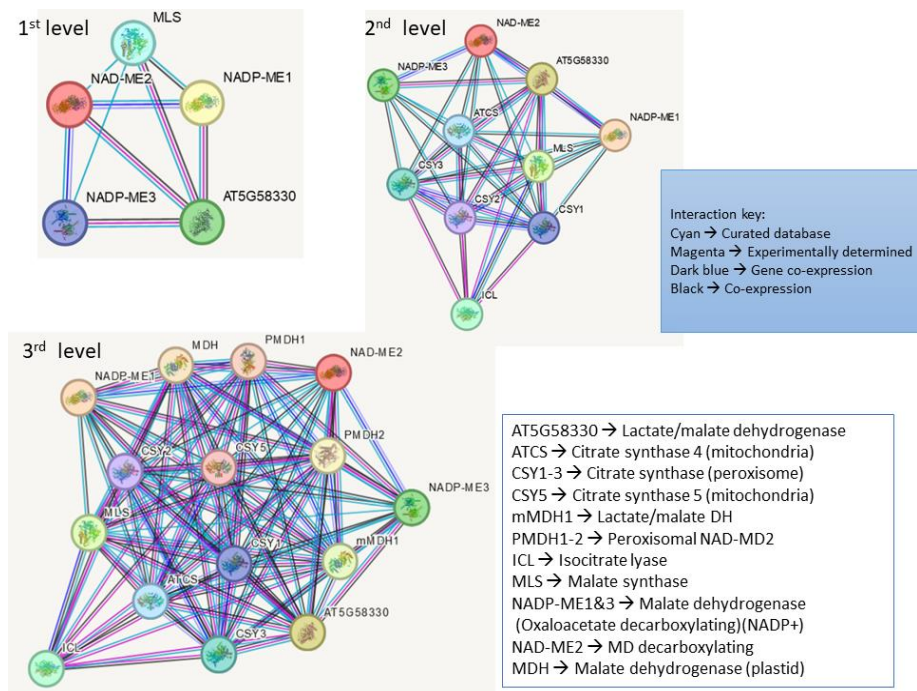 1st level
MLS
NAD-ME2
NADP-ME1
NADP-ME3
AT5G58330
2nd level
NAD-ME2
NADP-ME3
AT5G58330
ATCS
NADP-ME1
MLS
CSY3
CSY2
CSY1
ICL
Interaction key:
Cyan → Curated database
Magenta → Experimentally determined
Dark blue → Gene co-expression
Black → Co-expression
3rd level
MDH
PMDH1
NAD-ME2
NADP-ME1
PMDH2
CSY2
CSY5
NADP-ME3
MLS
CSY1
mMDH1
ATCS
AT5G58330
CSY3
ICL
AT5G58330 → Lactate/malate dehydrogenase
ATCS → Citrate synthase 4 (mitochondria)
CSY1-3 → Citrate synthase (peroxisome)
CSY5 → Citrate synthase 5 (mitochondria)
mMDH1 → Lactate/malate DH
PMDH1-2 → Peroxisomal NAD-MD2
ICL → Isocitrate lyase
MLS → Malate synthase
NADP-ME1&3 → Malate dehydrogenase
(Oxaloacetate decarboxylating)(NADP+)
NAD-ME2 → MD decarboxylating
MDH → Malate dehydrogenase (plastid)